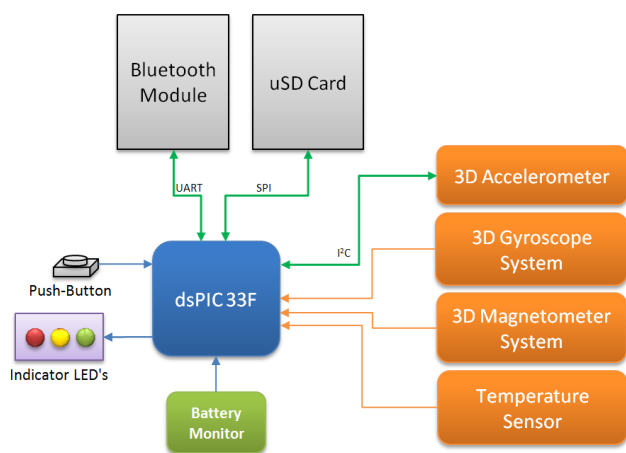 Bluetooth
Module
uSD Card
UART
SPI
3D Accelerometer
I²C
3D Gyroscope
System
Push-Button
dsPIC 33F
3D Magnetometer
System
Indicator LED's
Battery
Monitor
Temperature
Sensor